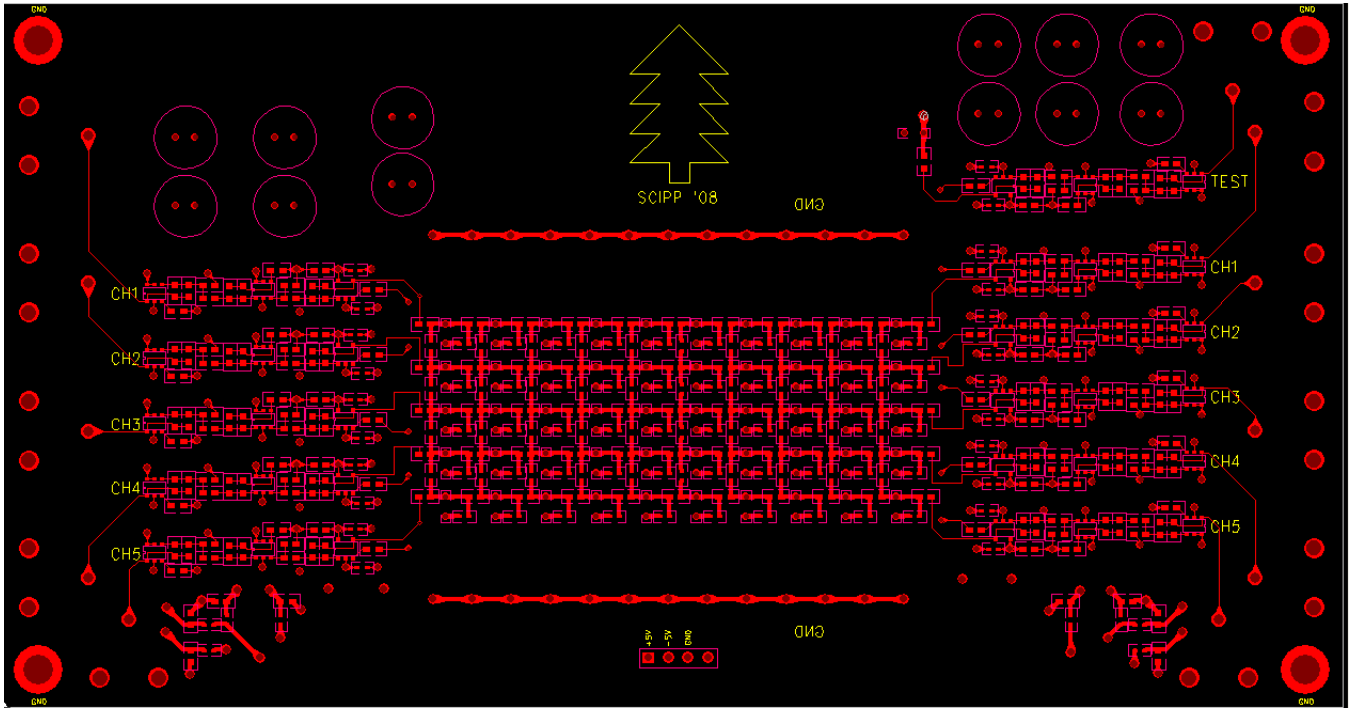 GND
GND
SCIPP '08
GND
TEST
CH1
CH1
CH2
CH2
CH3
CH3
CH4
CH4
CH5
CH5
GND
+5V
-5V
GND
GND
GND